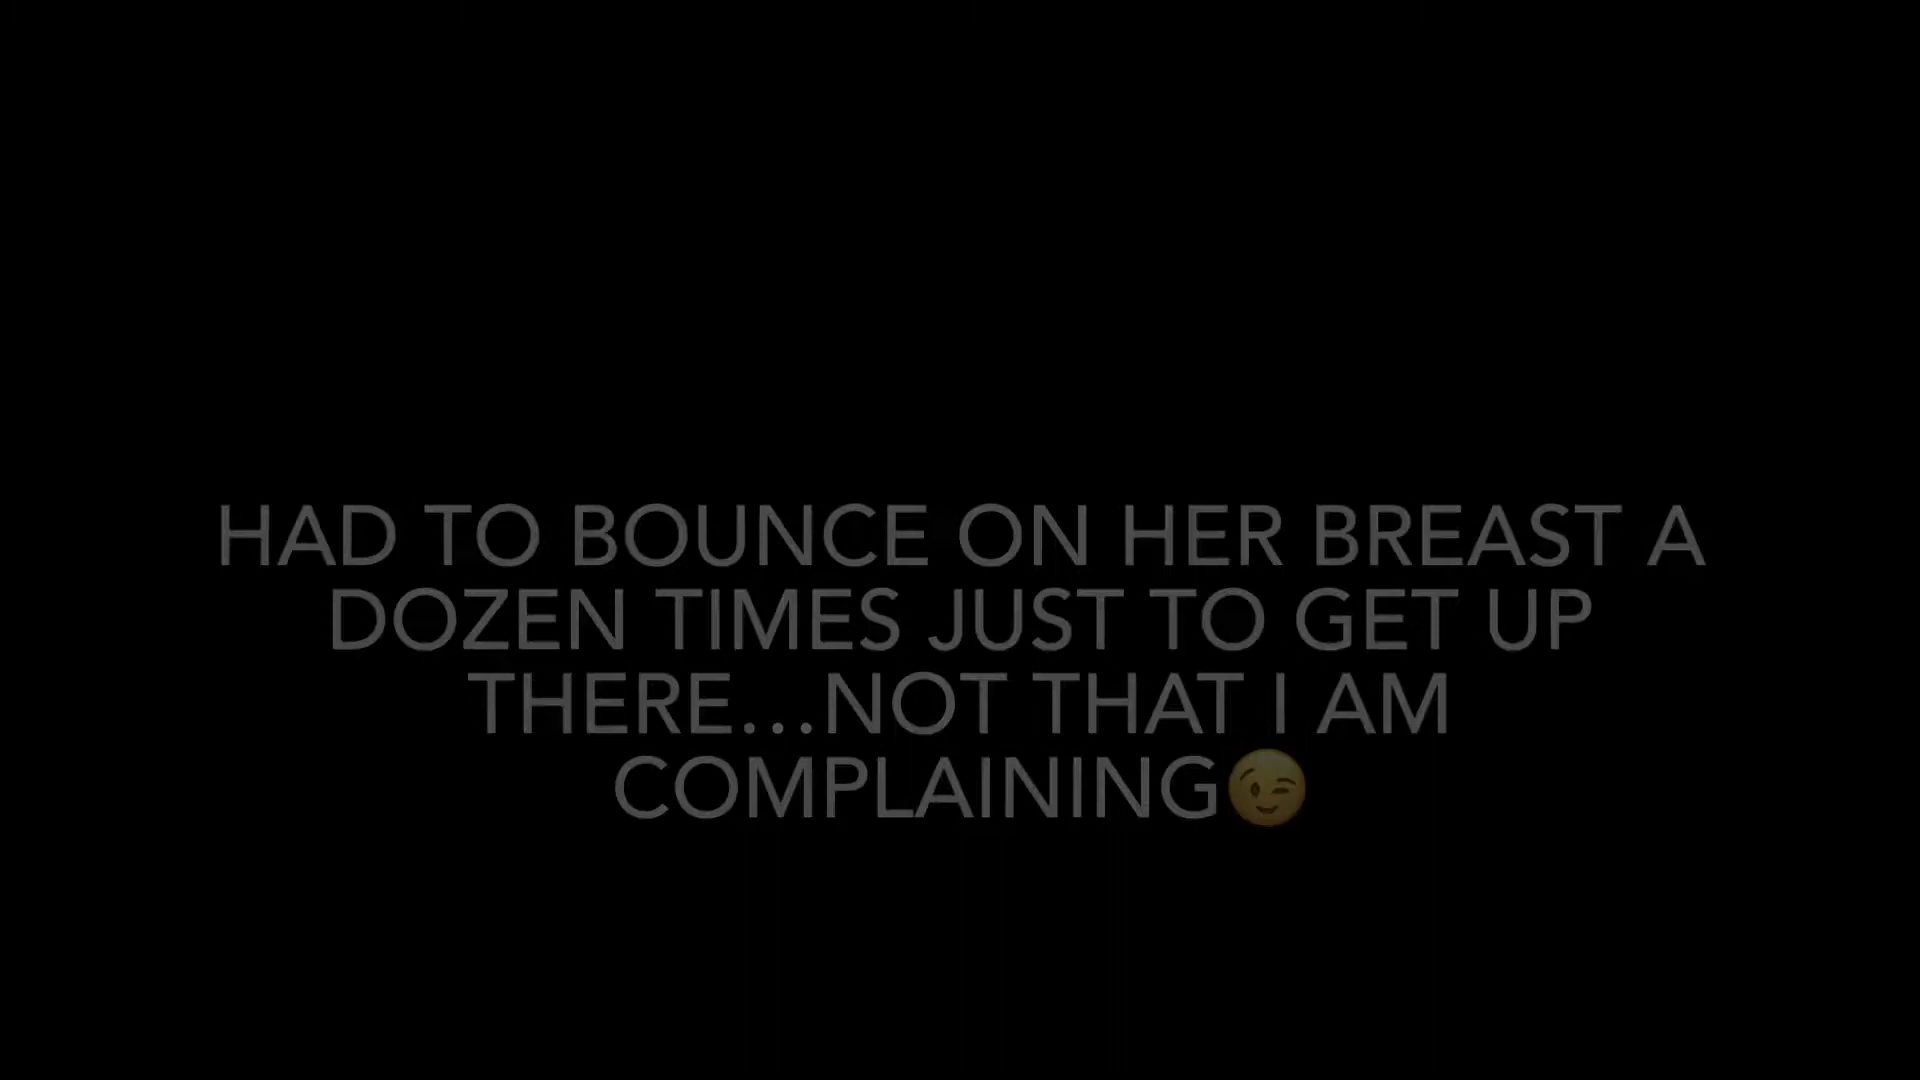 HAD TO BOUNCE ON HER BREAST A
DOZEN TIMES JUST TO GET UP
THERE...NOT THAT I AM
COMPLAINING😉